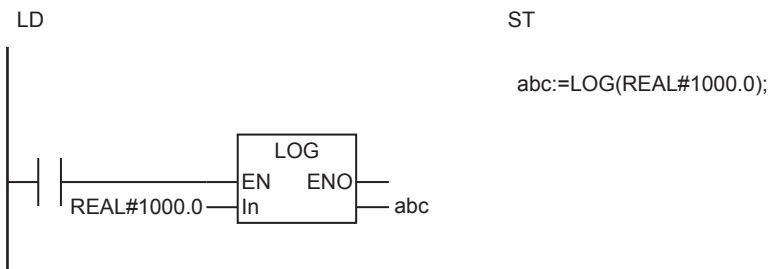 LD
ST
abc:=LOG(REAL#1000.0);
LOG
EN ENO
REAL#1000.0 In abc